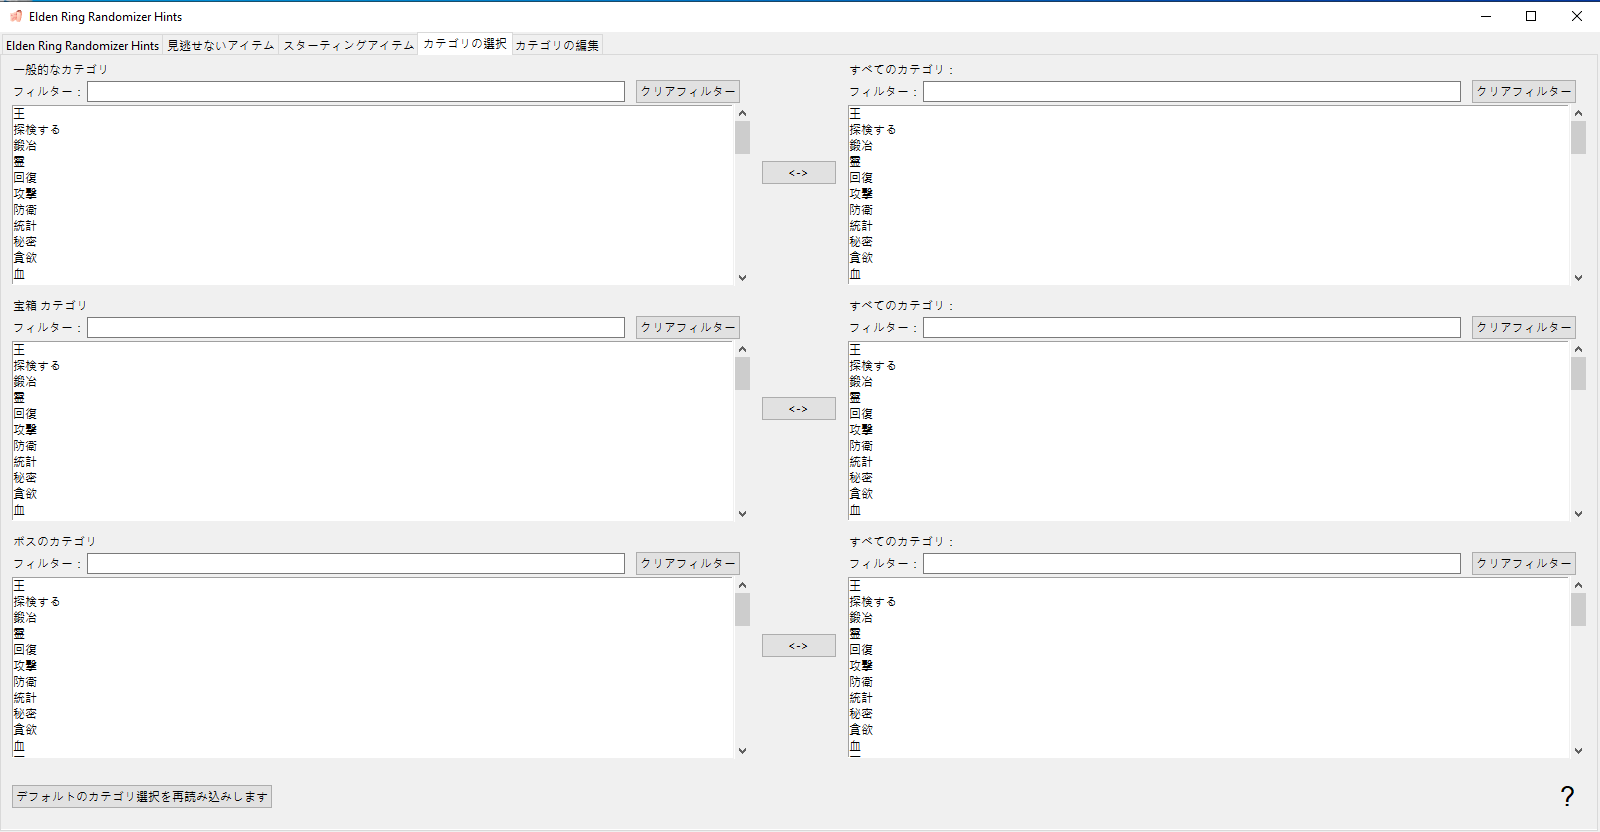 Elden Ring Randomizer Hints
Elden Ring Randomizer Hints 見逃せないアイテム スターティングアイテム カテゴリの選択 カテゴリの編集
一般的なカテゴリ
フィルター： クリアフィルター
王
探検する
鍛冶
靈
回復
攻撃
防衛
統計
秘密
貪欲
血
<->
すべてのカテゴリ：
フィルター： クリアフィルター
王
探検する
鍛冶
靈
回復
攻撃
防衛
統計
秘密
貪欲
血
宝箱 カテゴリ
フィルター： クリアフィルター
王
探検する
鍛冶
靈
回復
攻撃
防衛
統計
秘密
貪欲
血
<->
すべてのカテゴリ：
フィルター： クリアフィルター
王
探検する
鍛冶
靈
回復
攻撃
防衛
統計
秘密
貪欲
血
ボスのカテゴリ
フィルター： クリアフィルター
王
探検する
鍛冶
靈
回復
攻撃
防衛
統計
秘密
貪欲
血
<->
すべてのカテゴリ：
フィルター： クリアフィルター
王
探検する
鍛冶
靈
回復
攻撃
防衛
統計
秘密
貪欲
血
デフォルトのカテゴリ選択を再読み込みします
?